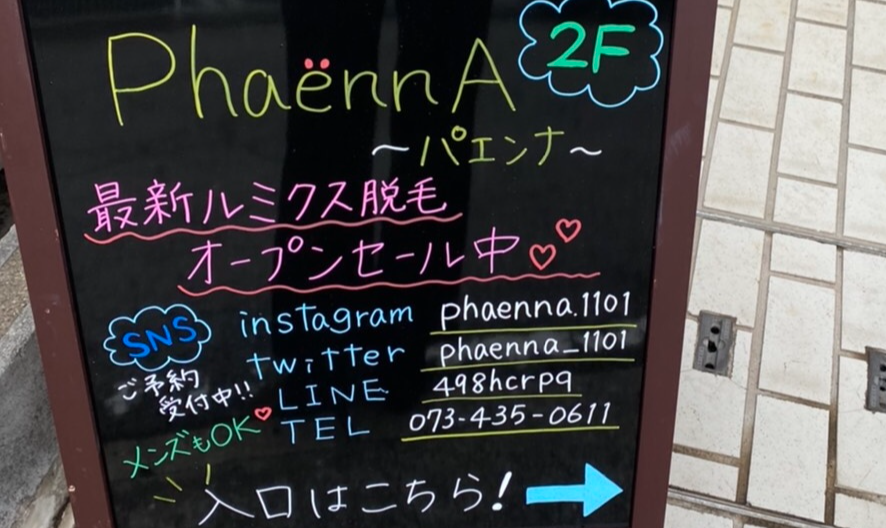 PhaënnA 2F
～パエンナ～
最新ルミクス脱毛
オープンセール中
SNS
instagram phaenna.1101
twitter phaenna_1101
ご予約
受付中!!
LINE 498hcrpq
メンズもOK
TEL 073-435-0611
入口はこちら!